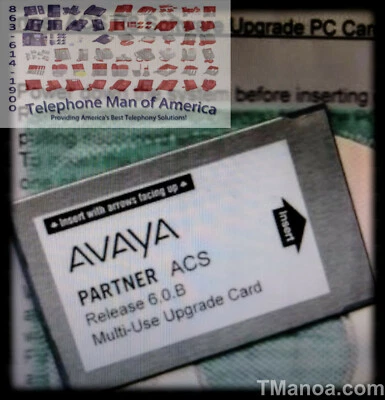 863-614-1900
Upgrade PC Car
before inserting
Telephone Man of America
Providing America's Best Telephony Solutions!
Insert with arrows facing up
Insert
AVAYA
PARTNER ACS
Release 6.0.B
Multi-Use Upgrade Card
TManoa.com